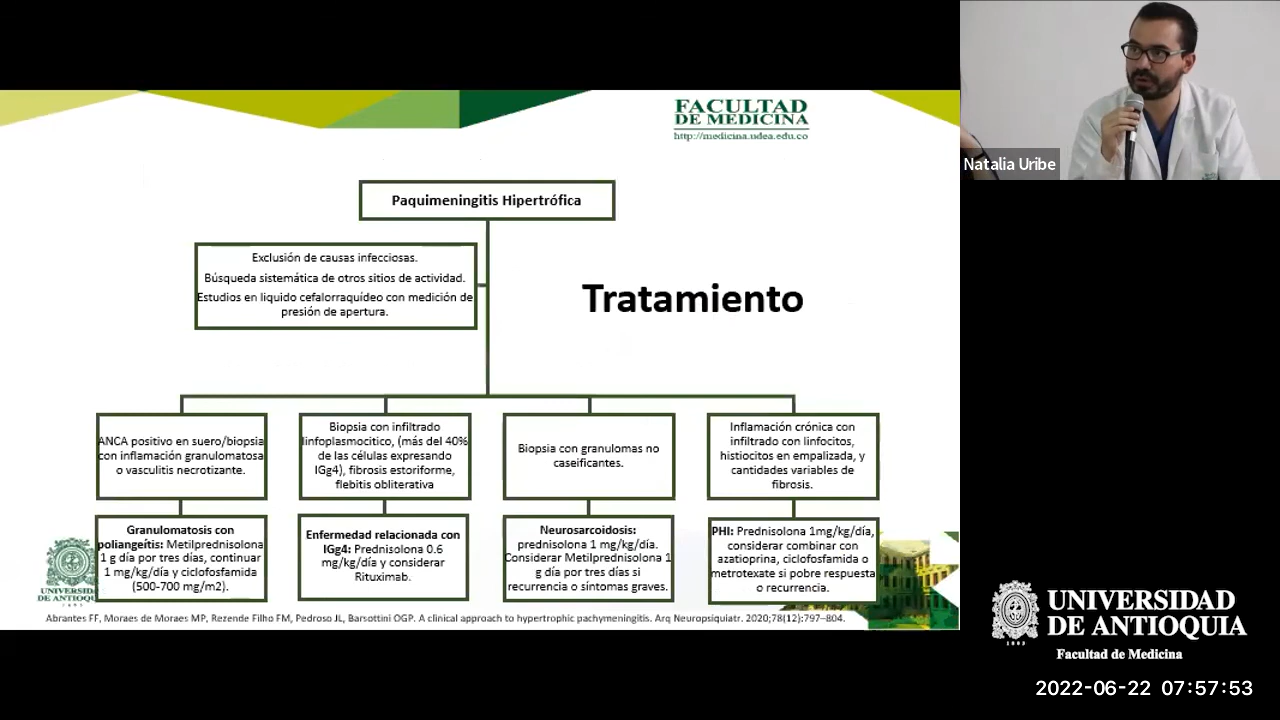 FACULTAD
DE MEDICINA
http://medicina.udea.edu.co
Natalia Uribe
Paquimeningitis Hipertrófica
Exclusión de causas infecciosas.
Búsqueda sistemática de otros sitios de actividad.
Estudios en liquido cefalorraquídeo con medición de
presión de apertura.
Tratamiento
ANCA positivo en suero/biopsia
con inflamación granulomatosa
o vasculitis necrotizante.
Biopsia con infiltrado
linfoplasmocitico, (más del 40%
de las células expresando
IGg4), fibrosis estoriforme,
flebitis obliterativa
Biopsia con granulomas no
caseificantes.
Inflamación crónica con
infiltrado con linfocitos,
histiocitos en empalizada, y
cantidades variables de
fibrosis.
Granulomatosis con
poliangeítis: Metilprednisolona
1 g día por tres días, continuar
1 mg/kg/día y ciclofosfamida
(500-700 mg/m2).
Enfermedad relacionada con
IGg4: Prednisolona 0.6
mg/kg/día y considerar
Rituximab.
Neurosarcoidosis:
prednisolona 1 mg/kg/día.
Considerar Metilprednisolona 1
g día por tres días si
recurrencia o síntomas graves.
PHI: Prednisolona 1mg/kg/día,
considerar combinar con
azatioprina, ciclofosfamida o
metrotexate si pobre respuesta
o recurrencia.
UNIVERSIDAD
DE ANTIOQUIA
Abrantes FF, Moraes de Moraes MP, Rezende Filho FM, Pedroso JL, Barsottini OGP. A clinical approach to hypertrophic pachymeningitis. Arq Neuropsiquiatr. 2020;78(12):797–804.
UNIVERSIDAD
DE ANTIOQUIA
1803
Facultad de Medicina
2022-06-22 07:57:53